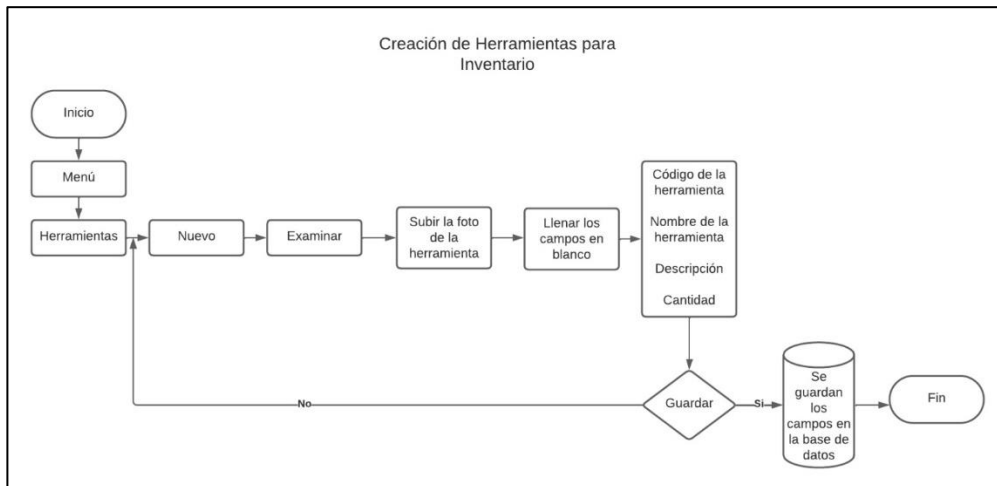 Creación de Herramientas para
Inventario
Inicio
Menú
Herramientas
Nuevo
Examinar
Subir la foto
de la
herramienta
Llenar los
campos en
blanco
Código de la
herramienta
Nombre de la
herramienta
Descripción
Cantidad
Guardar
No
Si
Se
guardan
los
campos en
la base de
datos
Fin